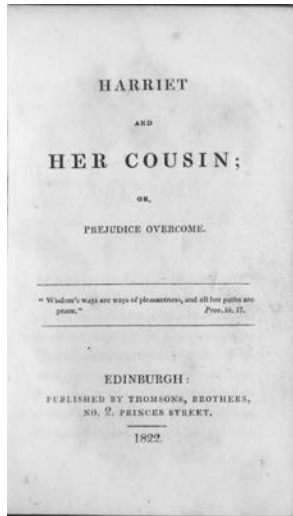 HARRIET
AND
HER COUSIN;
OR,
PREJUDICE OVERCOME.
"Wisdom's ways are ways of pleasantness, and all her paths are
peace." Prov. iii. 17.
EDINBURGH:
PUBLISHED BY THOMSONS, BROTHERS,
NO. 2. PRINCES STREET.
1822.